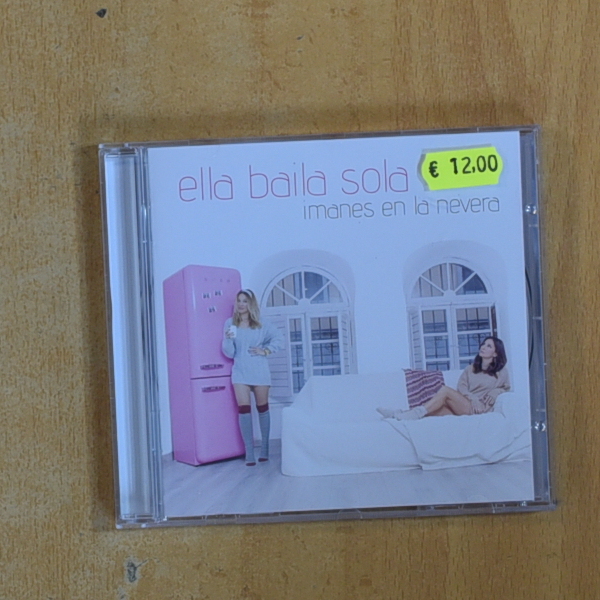 ella baila sola
€ 12,00
imanes en la nevera